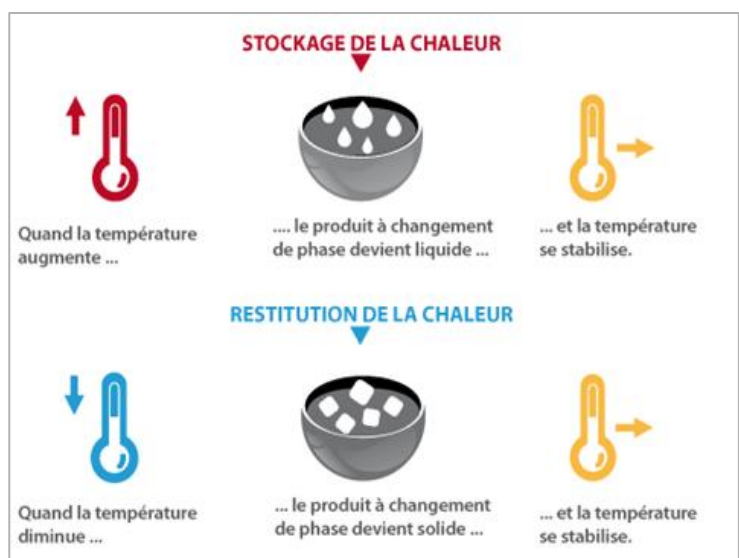 STOCKAGE DE LA CHALEUR
Quand la température
augmente ...
.... le produit à changement
de phase devient liquide ...
... et la température
se stabilise.
RESTITUTION DE LA CHALEUR
Quand la température
diminue ...
... le produit à changement
de phase devient solide ...
... et la température
se stabilise.